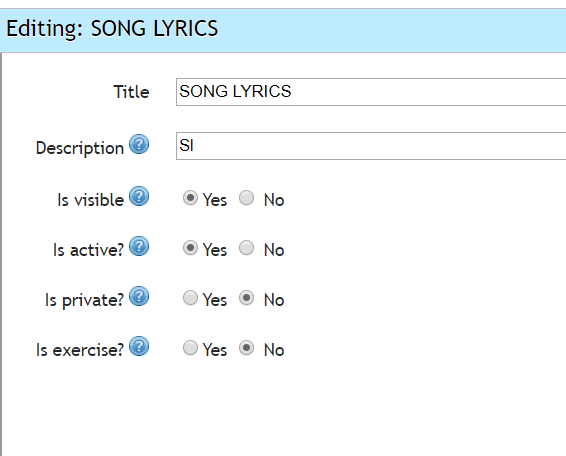 Editing: SONG LYRICS
Title SONG LYRICS
Description ? SI
Is visible ? Yes No
Is active? ? Yes No
Is private? ? Yes No
Is exercise? ? Yes No